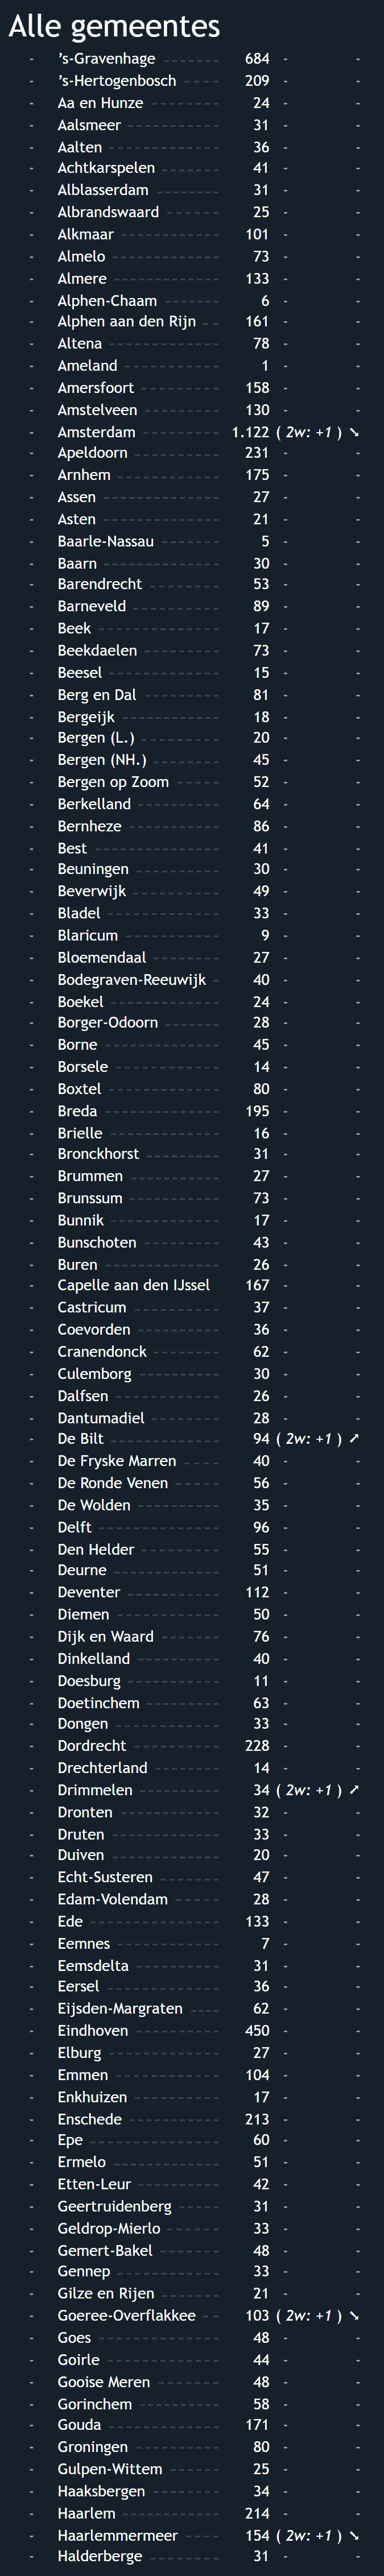 Alle gemeentes
- ’s-Gravenhage 684 - -
- ’s-Hertogenbosch 209 - -
- Aa en Hunze 24 - -
- Aalsmeer 31 - -
- Aalten 36 - -
- Achtkarspelen 41 - -
- Alblasserdam 31 - -
- Albrandswaard 25 - -
- Alkmaar 101 - -
- Almelo 73 - -
- Almere 133 - -
- Alphen-Chaam 6 - -
- Alphen aan den Rijn 161 - -
- Altena 78 - -
- Ameland 1 - -
- Amersfoort 158 - -
- Amstelveen 130 - -
- Amsterdam 1.122 ( 2w: +1 ) ➘
- Apeldoorn 231 - -
- Arnhem 175 - -
- Assen 27 - -
- Asten 21 - -
- Baarle-Nassau 5 - -
- Baarn 30 - -
- Barendrecht 53 - -
- Barneveld 89 - -
- Beek 17 - -
- Beekdaelen 73 - -
- Beesel 15 - -
- Berg en Dal 81 - -
- Bergeijk 18 - -
- Bergen (L.) 20 - -
- Bergen (NH.) 45 - -
- Bergen op Zoom 52 - -
- Berkelland 64 - -
- Bernheze 86 - -
- Best 41 - -
- Beuningen 30 - -
- Beverwijk 49 - -
- Bladel 33 - -
- Blaricum 9 - -
- Bloemendaal 27 - -
- Bodegraven-Reeuwijk 40 - -
- Boekel 24 - -
- Borger-Odoorn 28 - -
- Borne 45 - -
- Borsele 14 - -
- Boxtel 80 - -
- Breda 195 - -
- Brielle 16 - -
- Bronckhorst 31 - -
- Brummen 27 - -
- Brunssum 73 - -
- Bunnik 17 - -
- Bunschoten 43 - -
- Buren 26 - -
- Capelle aan den IJssel 167 - -
- Castricum 37 - -
- Coevorden 36 - -
- Cranendonck 62 - -
- Culemborg 30 - -
- Dalfsen 26 - -
- Dantumadiel 28 - -
- De Bilt 94 ( 2w: +1 ) ➚
- De Fryske Marren 40 - -
- De Ronde Venen 56 - -
- De Wolden 35 - -
- Delft 96 - -
- Den Helder 55 - -
- Deurne 51 - -
- Deventer 112 - -
- Diemen 50 - -
- Dijk en Waard 76 - -
- Dinkelland 40 - -
- Doesburg 11 - -
- Doetinchem 63 - -
- Dongen 33 - -
- Dordrecht 228 - -
- Drechterland 14 - -
- Drimmelen 34 ( 2w: +1 ) ➚
- Dronten 32 - -
- Druten 33 - -
- Duiven 20 - -
- Echt-Susteren 47 - -
- Edam-Volendam 28 - -
- Ede 133 - -
- Eemnes 7 - -
- Eemsdelta 31 - -
- Eersel 36 - -
- Eijsden-Margraten 62 - -
- Eindhoven 450 - -
- Elburg 27 - -
- Emmen 104 - -
- Enkhuizen 17 - -
- Enschede 213 - -
- Epe 60 - -
- Ermelo 51 - -
- Etten-Leur 42 - -
- Geertruidenberg 31 - -
- Geldrop-Mierlo 33 - -
- Gemert-Bakel 48 - -
- Gennep 33 - -
- Gilze en Rijen 21 - -
- Goeree-Overflakkee 103 ( 2w: +1 ) ➘
- Goes 48 - -
- Goirle 44 - -
- Gooise Meren 48 - -
- Gorinchem 58 - -
- Gouda 171 - -
- Groningen 80 - -
- Gulpen-Wittem 25 - -
- Haaksbergen 34 - -
- Haarlem 214 - -
- Haarlemmermeer 154 ( 2w: +1 ) ➘
- Halderberge 31 - -